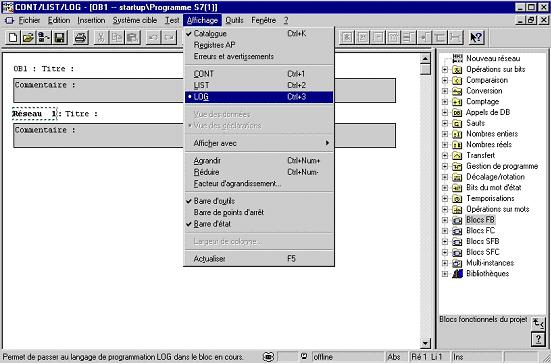 CONT/LIST/LOG - [OB1 -- startup\Programme S7(1)]
Fichier Edition Insertion Système cible Test Affichage Outils Fenêtre ?
OB1 : Titre :
Commentaire :
Réseau 1: Titre :
Commentaire :
Catalogue Ctrl+K
Registres AP
Erreurs et avertissements
CONT Ctrl+1
LIST Ctrl+2
LOG Ctrl+3
Vue des données
Vue des déclarations
Afficher avec
Agrandir Ctrl+Num+
Réduire Ctrl+Num-
Facteur d'agrandissement...
Barre d'outils
Barre de points d'arrêt
Barre d'état
Largeur de colonne...
Actualiser F5
Nouveau réseau
Opérations sur bits
Comparaison
Conversion
Comptage
Appels de DB
Sauts
Nombres entiers
Nombres réels
Transfert
Gestion de programme
Décalage/rotation
Bits du mot d'état
Temporisations
Opérations sur mots
Blocs FB
Blocs FC
Blocs SFB
Blocs SFC
Multi-instances
Bibliothèques
Blocs fonctionnels du projet
Permet de passer au langage de programmation LOG dans le bloc en cours. offline Abs Ré 1 Li 1 Ins